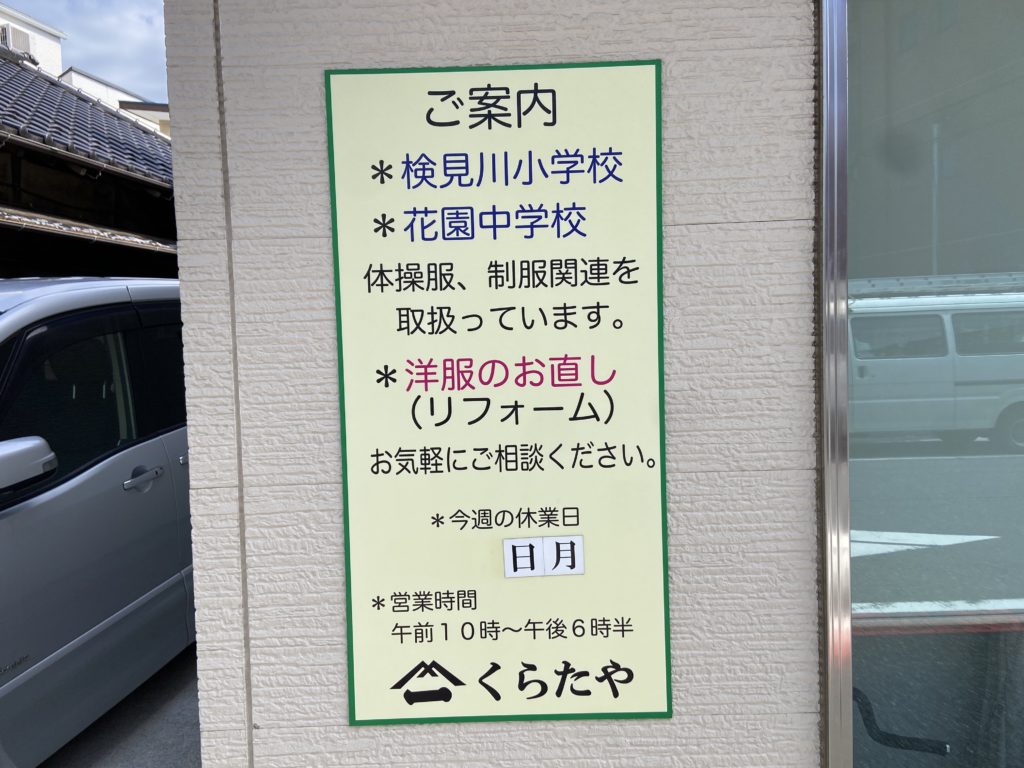 ご案内
＊検見川小学校
＊花園中学校
体操服、制服関連を
取扱っています。
＊洋服のお直し
（リフォーム）
お気軽にご相談ください。
＊今週の休業日
日月
＊営業時間
午前１０時〜午後６時半
くらたや